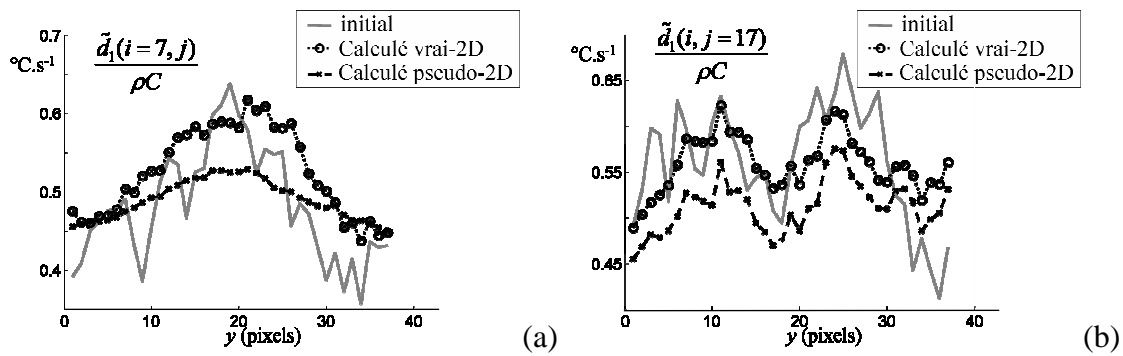 initial
Calculé vrai-2D
Calculé pseudo-2D
d̃₁(i = 7, j)
ρC
°C.s⁻¹
0.7
0.6
0.5
0.4
0
10
20
30
40
y (pixels)
(a)
initial
Calculé vrai-2D
Calculé pseudo-2D
d̃₁(i, j = 17)
ρC
°C.s⁻¹
0.65
0.55
0.45
0
10
20
30
40
y (pixels)
(b)